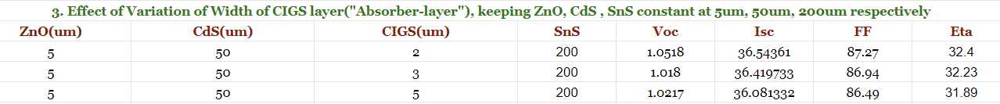 3. Effect of Variation of Width of CIGS layer("Absorber-layer"), keeping ZnO, CdS , SnS constant at 5um, 50um, 200um respectively
ZnO(um) CdS(um) CIGS(um) SnS Voc Isc FF Eta
5 50 2 200 1.0518 36.54361 87.27 32.4
5 50 3 200 1.018 36.419733 86.94 32.23
5 50 5 200 1.0217 36.081332 86.49 31.89